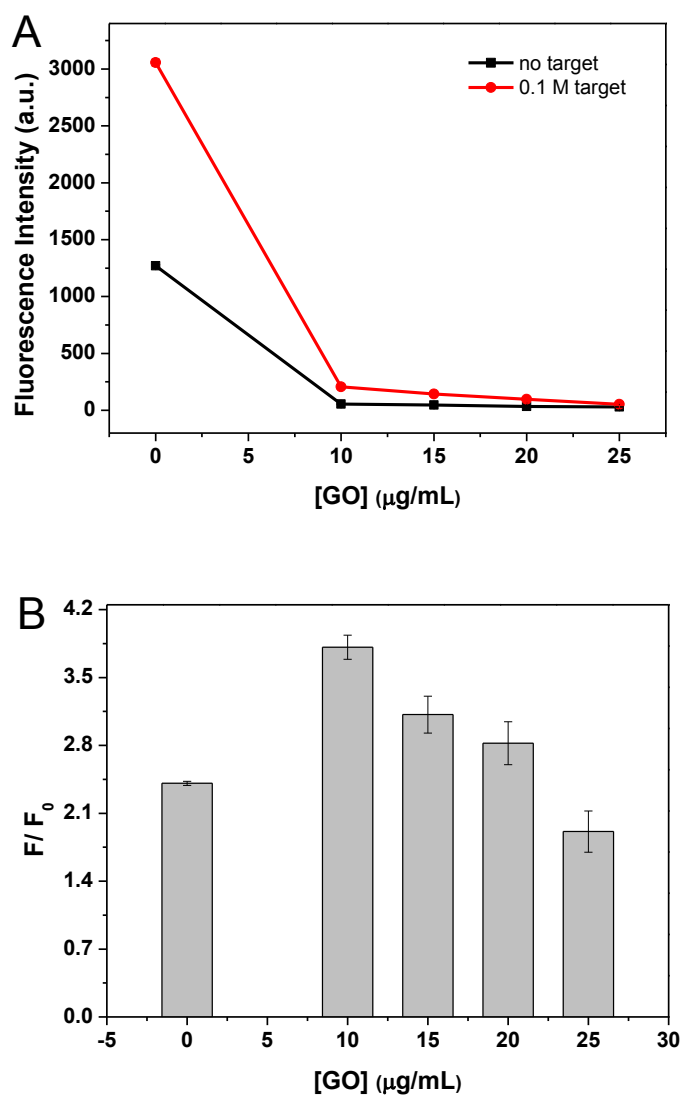 A
3000
2500
2000
1500
1000
500
0
Fluorescence Intensity (a.u.)
no target
0.1 M target
0 5 10 15 20 25
[GO] (μg/mL)
B
4.2
3.5
2.8
2.1
1.4
0.7
0.0
F/ F0
-5 0 5 10 15 20 25 30
[GO] (μg/mL)